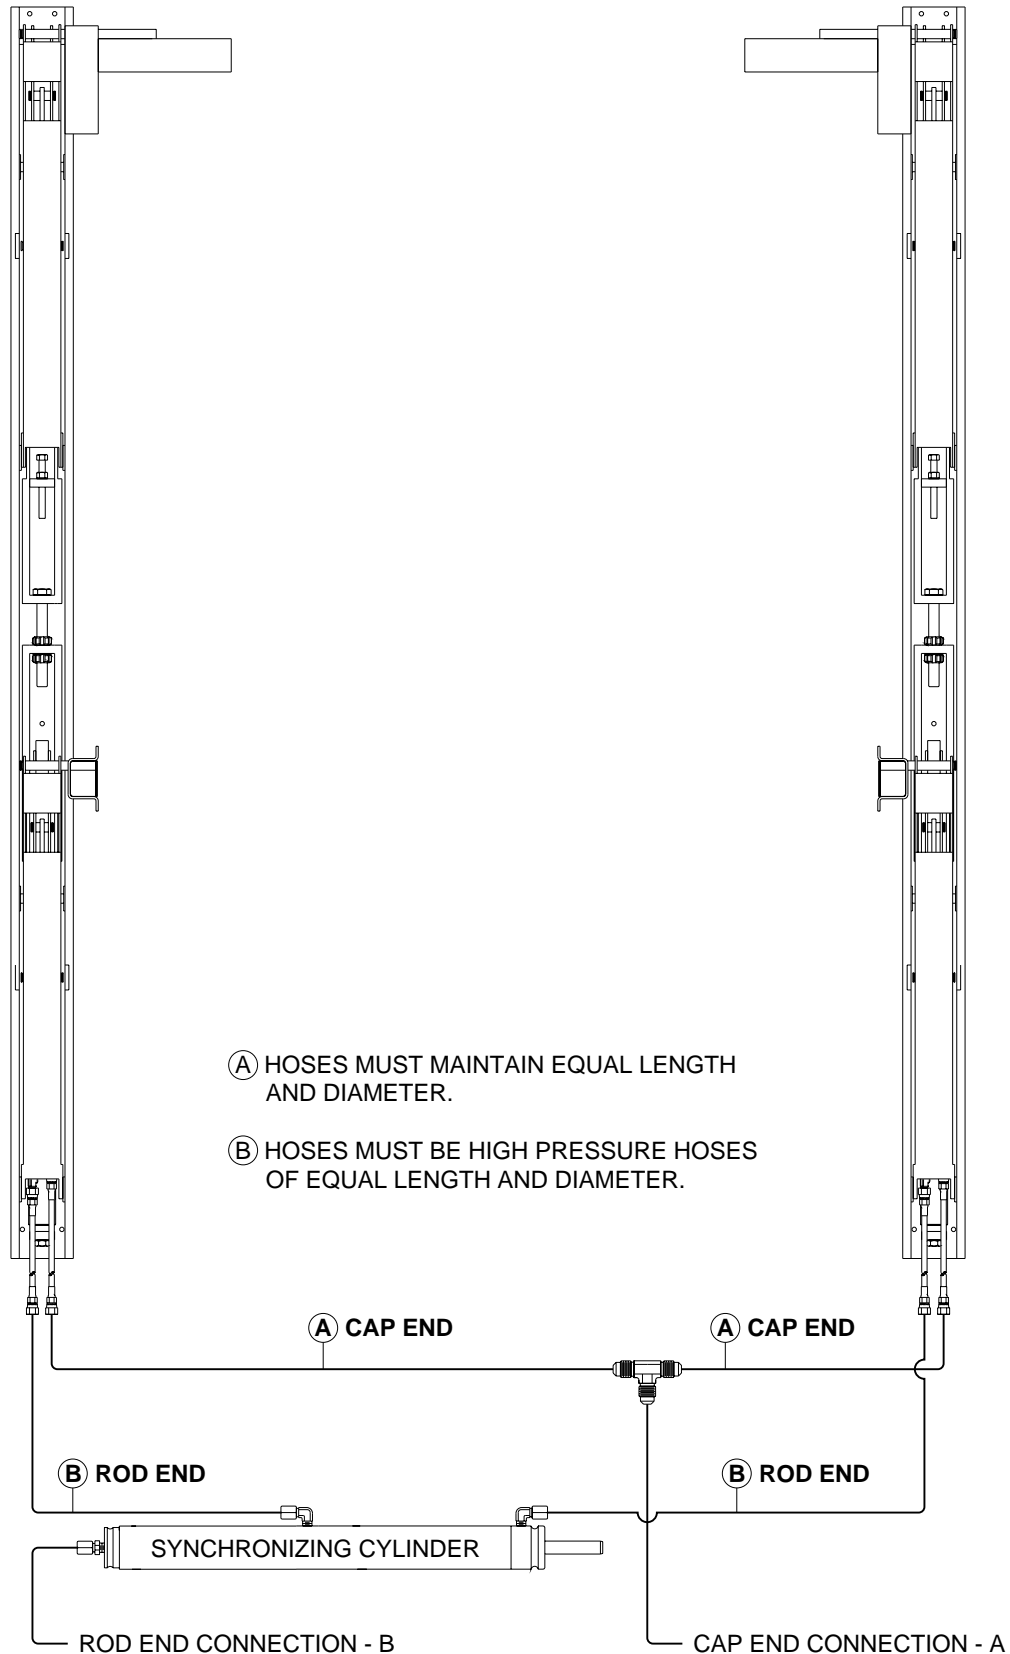 Ⓐ HOSES MUST MAINTAIN EQUAL LENGTH
AND DIAMETER.
Ⓑ HOSES MUST BE HIGH PRESSURE HOSES
OF EQUAL LENGTH AND DIAMETER.
Ⓐ CAP END
Ⓐ CAP END
Ⓑ ROD END
Ⓑ ROD END
SYNCHRONIZING CYLINDER
ROD END CONNECTION - B
CAP END CONNECTION - A